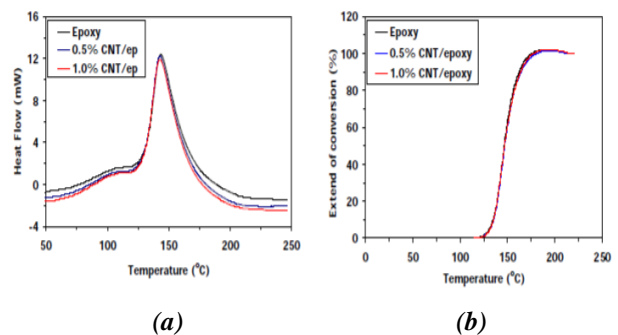 16
12
8
4
0
-4
Heat Flow (mW)
Epoxy
0.5% CNT/ep
1.0% CNT/ep
50
100
150
200
250
Temperature (°C)
(a)
120
100
80
60
40
20
0
Extend of conversion (%)
Epoxy
0.5% CNT/epoxy
1.0% CNT/epoxy
0
50
100
150
200
250
Temperature (°C)
(b)